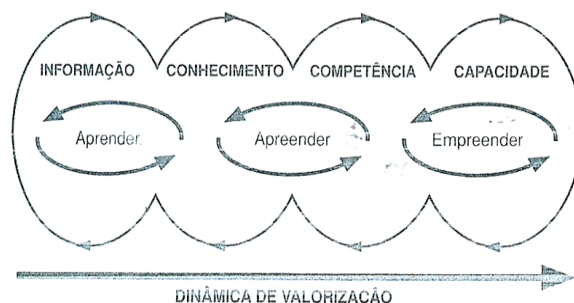 INFORMAÇÃO CONHECIMENTO COMPETÊNCIA CAPACIDADE
Aprender Apreender Empreender
DINÂMICA DE VALORIZAÇÃO